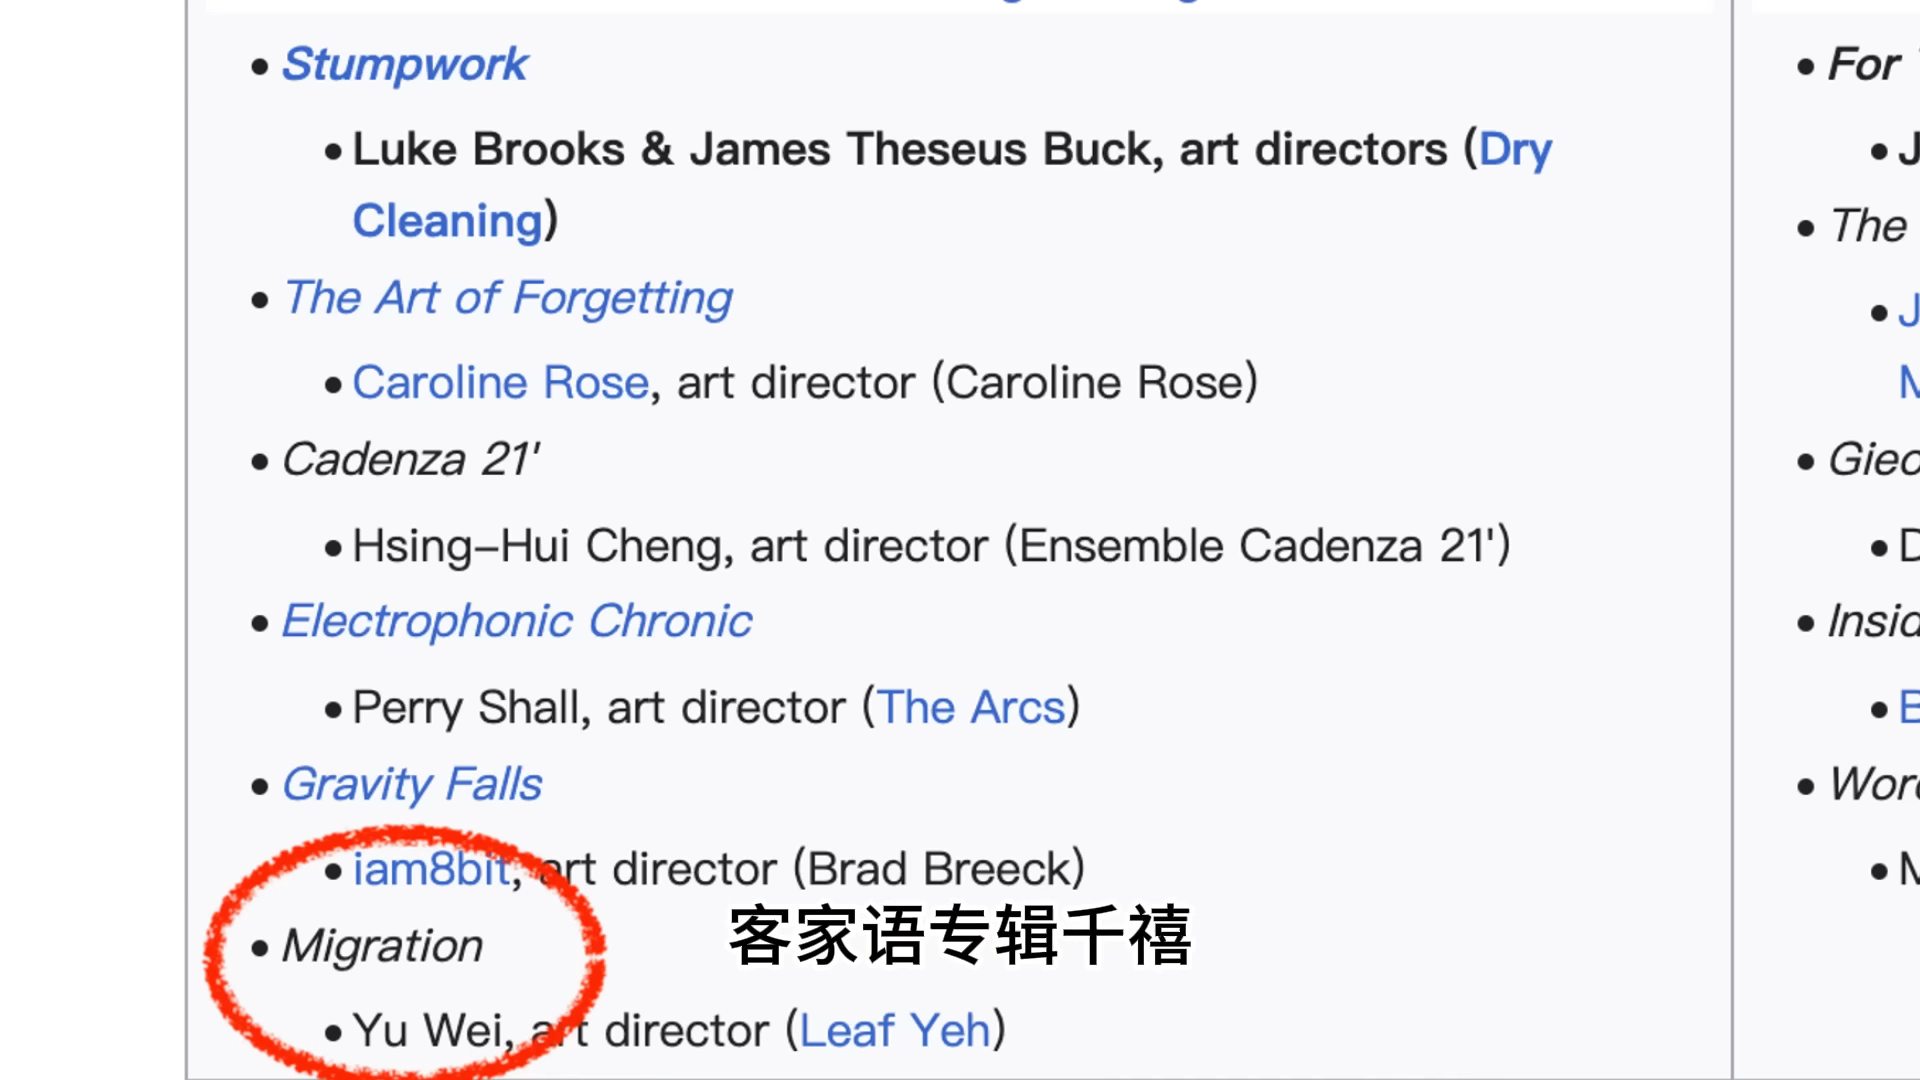 • Stumpwork
• Luke Brooks & James Theseus Buck, art directors (Dry
Cleaning)
• The Art of Forgetting
• Caroline Rose, art director (Caroline Rose)
• Cadenza 21'
• Hsing–Hui Cheng, art director (Ensemble Cadenza 21')
• Electrophonic Chronic
• Perry Shall, art director (The Arcs)
• Gravity Falls
• iam8bit, art director (Brad Breeck)
客家语专辑千禧
• Migration
• Yu Wei, art director (Leaf Yeh)
• For
• J
• The
• J
M
• Giec
• D
• Insid
• B
• Word
• M